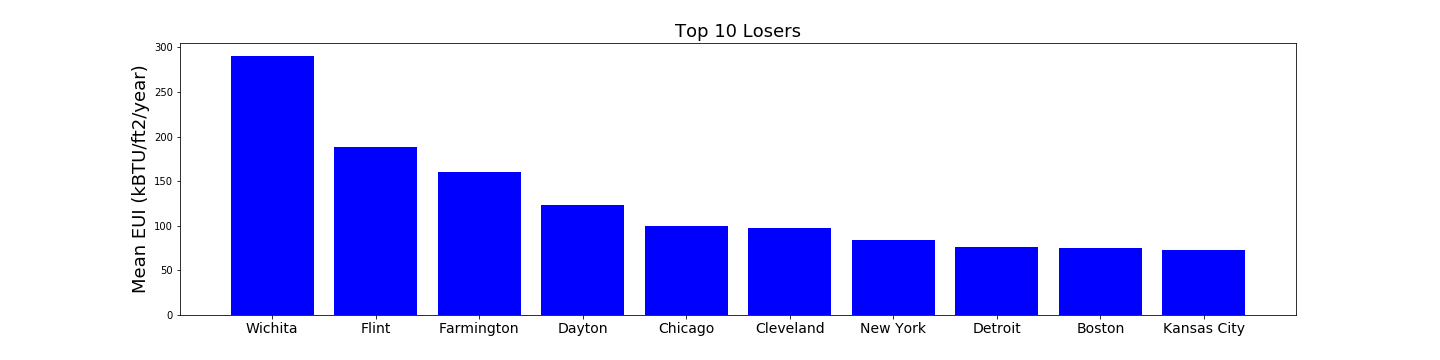 Top 10 Losers
Mean EUI (kBTU/ft2/year)
300
250
200
150
100
50
0
Wichita Flint Farmington Dayton Chicago Cleveland New York Detroit Boston Kansas City